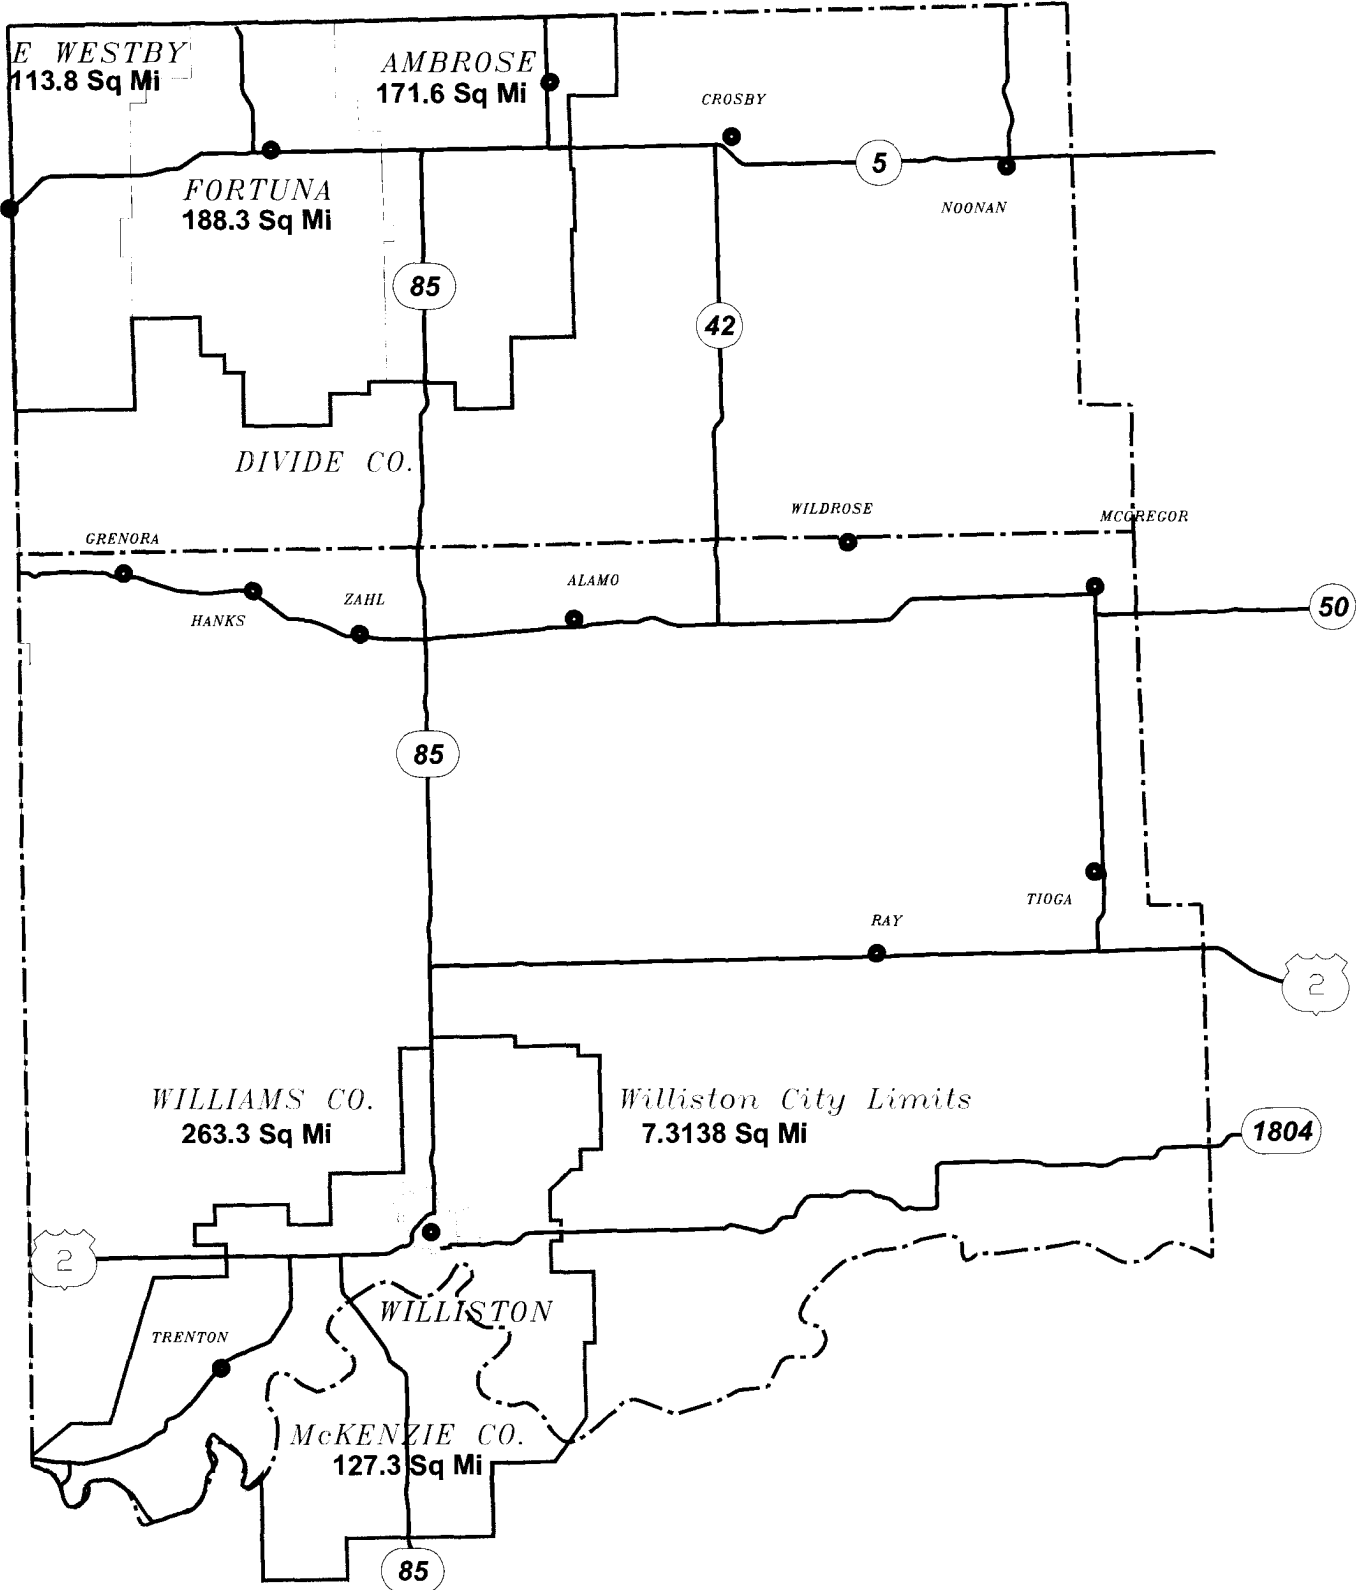 E WESTBY
113.8 Sq Mi
AMBROSE
171.6 Sq Mi
CROSBY
5
FORTUNA
188.3 Sq Mi
NOONAN
85
42
DIVIDE CO.
WILDROSE
MCGREGOR
GRENORA
ALAMO
ZAHL
HANKS
50
85
TIOGA
RAY
2
WILLIAMS CO.
263.3 Sq Mi
Williston City Limits
7.3138 Sq Mi
1804
2
WILLISTON
TRENTON
McKENZIE CO.
127.3 Sq Mi
85